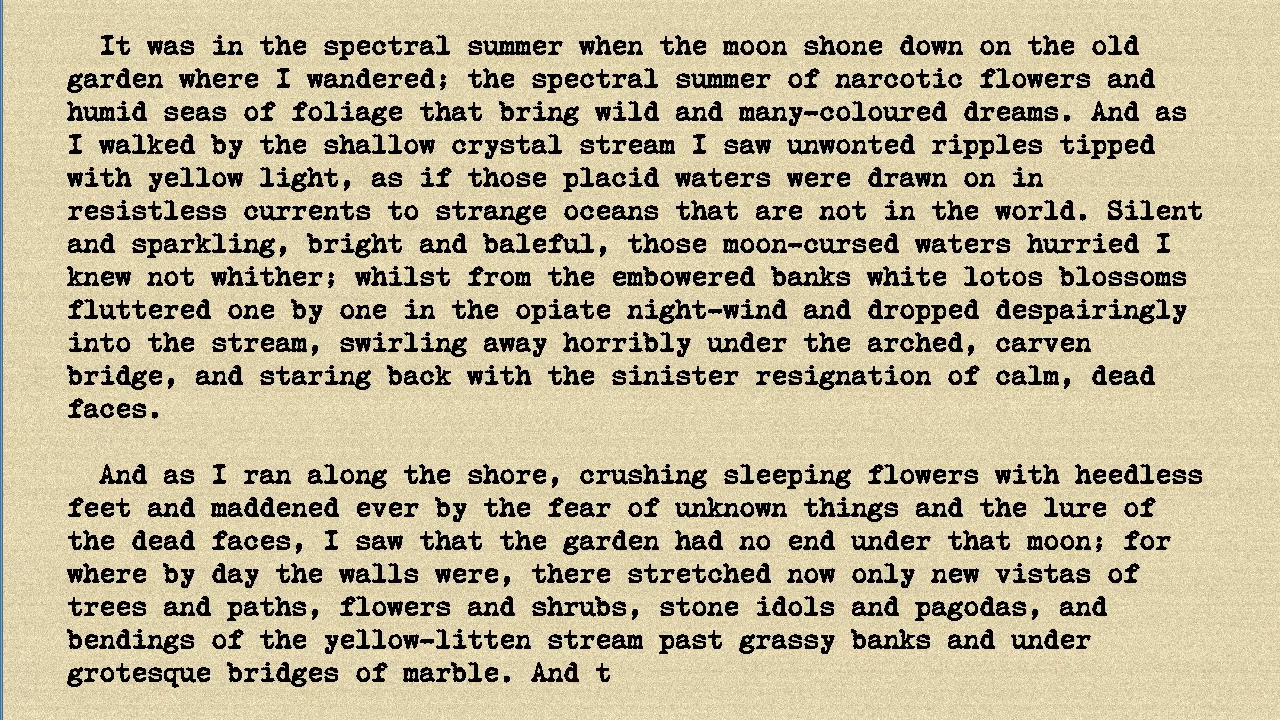 It was in the spectral summer when the moon shone down on the old
garden where I wandered; the spectral summer of narcotic flowers and
humid seas of foliage that bring wild and many-coloured dreams. And as
I walked by the shallow crystal stream I saw unwonted ripples tipped
with yellow light, as if those placid waters were drawn on in
resistless currents to strange oceans that are not in the world. Silent
and sparkling, bright and baleful, those moon-cursed waters hurried I
knew not whither; whilst from the embowered banks white lotos blossoms
fluttered one by one in the opiate night-wind and dropped despairingly
into the stream, swirling away horribly under the arched, carven
bridge, and staring back with the sinister resignation of calm, dead
faces.
And as I ran along the shore, crushing sleeping flowers with heedless
feet and maddened ever by the fear of unknown things and the lure of
the dead faces, I saw that the garden had no end under that moon; for
where by day the walls were, there stretched now only new vistas of
trees and paths, flowers and shrubs, stone idols and pagodas, and
bendings of the yellow-litten stream past grassy banks and under
grotesque bridges of marble. And t